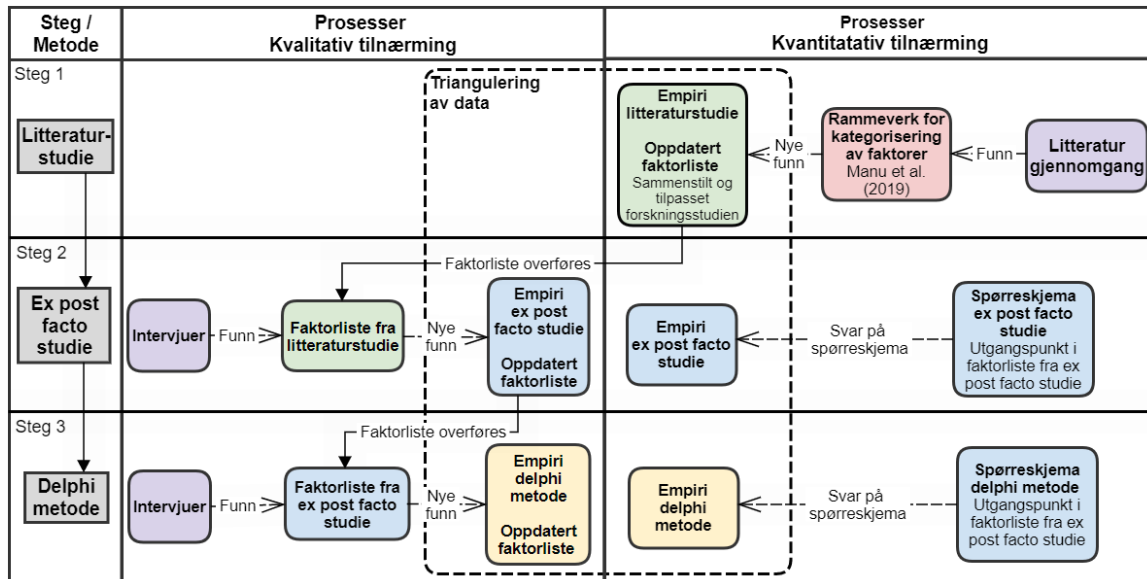 Steg /
Metode
Prosesser
Kvalitativ tilnærming
Prosesser
Kvantitatativ tilnærming
Steg 1
Litteratur-
studie
Triangulering
av data
Empiri
litteraturstudie
Oppdatert
faktorliste
Sammenstilt og
tilpasset
forskningsstudien
Nye
funn
Rammeverk for
kategorisering
av faktorer
Manu et al.
(2019)
Funn
Litteratur
gjennomgang
Steg 2
Ex post
facto
studie
Faktorliste overføres
Intervjuer
Funn
Faktorliste fra
litteraturstudie
Nye
funn
Empiri
ex post
facto studie
Oppdatert
faktorliste
Empiri
ex post facto
studie
Svar på
spørreskjema
Spørreskjema
ex post facto
studie
Utgangspunkt i
faktorliste fra ex
post facto studie
Steg 3
Delphi
metode
Faktorliste overføres
Intervjuer
Funn
Faktorliste fra
ex post facto
studie
Nye
funn
Empiri
delphi
metode
Oppdatert
faktorliste
Empiri
delphi
metode
Svar på
spørreskjema
Spørreskjema
delphi metode
Utgangspunkt i
faktorliste fra ex
post facto studie